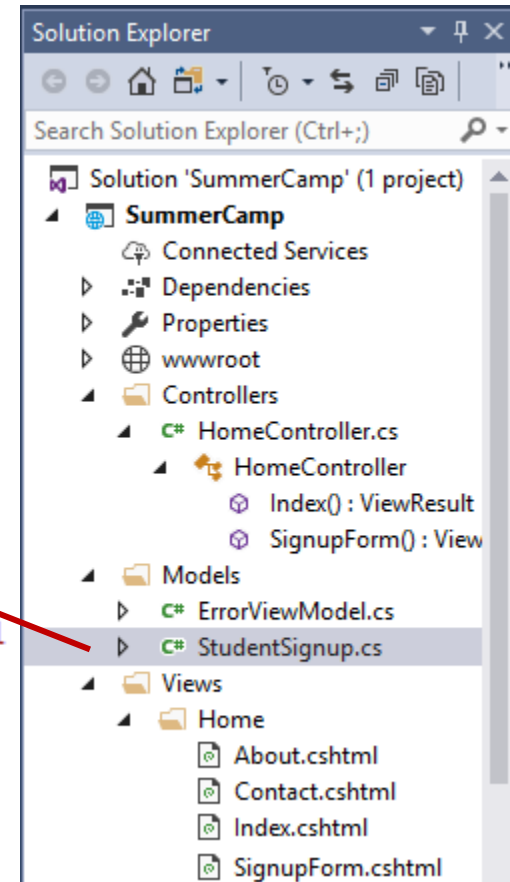 Solution Explorer
Search Solution Explorer (Ctrl+;)
Solution 'SummerCamp' (1 project)
SummerCamp
Connected Services
Dependencies
Properties
wwwroot
Controllers
C# HomeController.cs
HomeController
Index() : ViewResult
SignupForm() : View
Models
C# ErrorViewModel.cs
C# StudentSignup.cs
Views
Home
About.cshtml
Contact.cshtml
Index.cshtml
SignupForm.cshtml